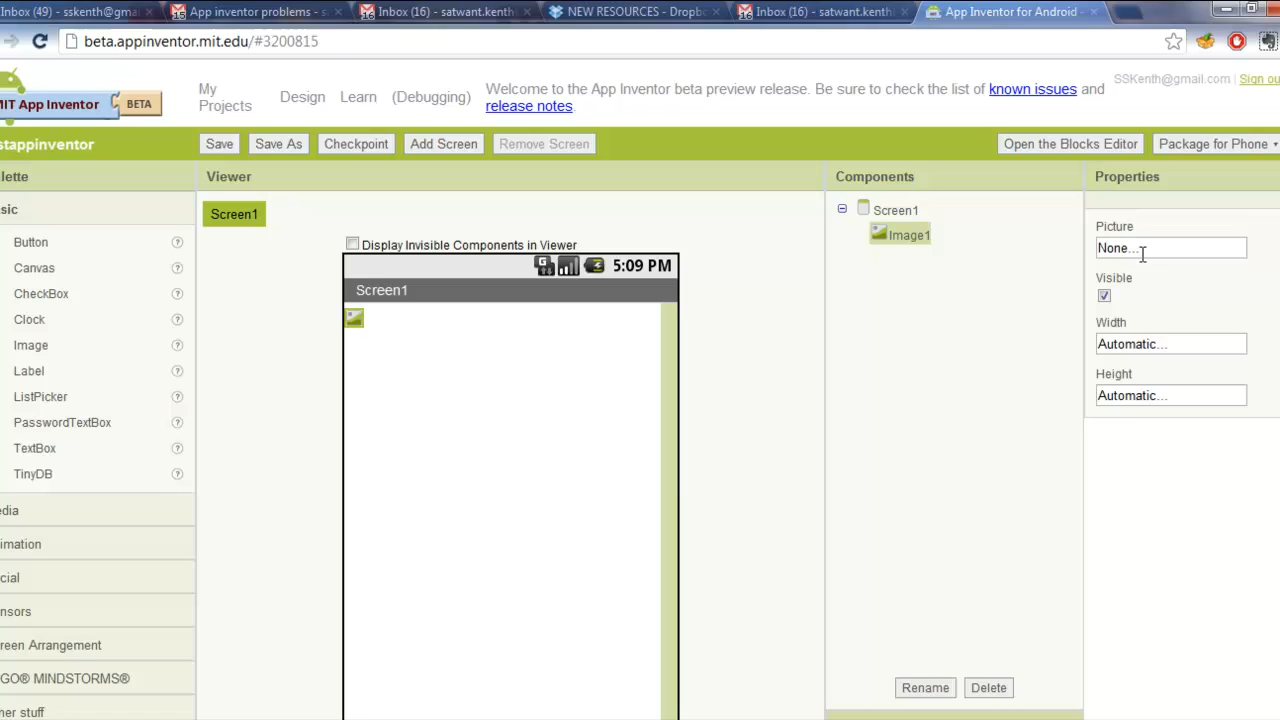 Inbox (49) - sskenth@gma
App inventor problems - s
Inbox (16) - satwant.kenth
NEW RESOURCES - Dropb
Inbox (16) - satwant.kenth
App Inventor for Android -
beta.appinventor.mit.edu/#3200815
SSKenth@gmail.com | Sign ou
MIT App Inventor BETA
My Projects
Design
Learn
(Debugging)
Welcome to the App Inventor beta preview release. Be sure to check the list of known issues and
release notes.
stappinventor
Save
Save As
Checkpoint
Add Screen
Remove Screen
Open the Blocks Editor
Package for Phone
lette
Viewer
Components
Properties
sic
Screen1
Button ?
Canvas ?
CheckBox ?
Clock ?
Image ?
Label ?
ListPicker ?
PasswordTextBox ?
TextBox ?
TinyDB ?
edia
imation
cial
nsors
reen Arrangement
GO® MINDSTORMS®
her stuff
Display Invisible Components in Viewer
G 5:09 PM
Screen1
Screen1
Image1
Rename
Delete
Picture
None...
Visible
Width
Automatic...
Height
Automatic...